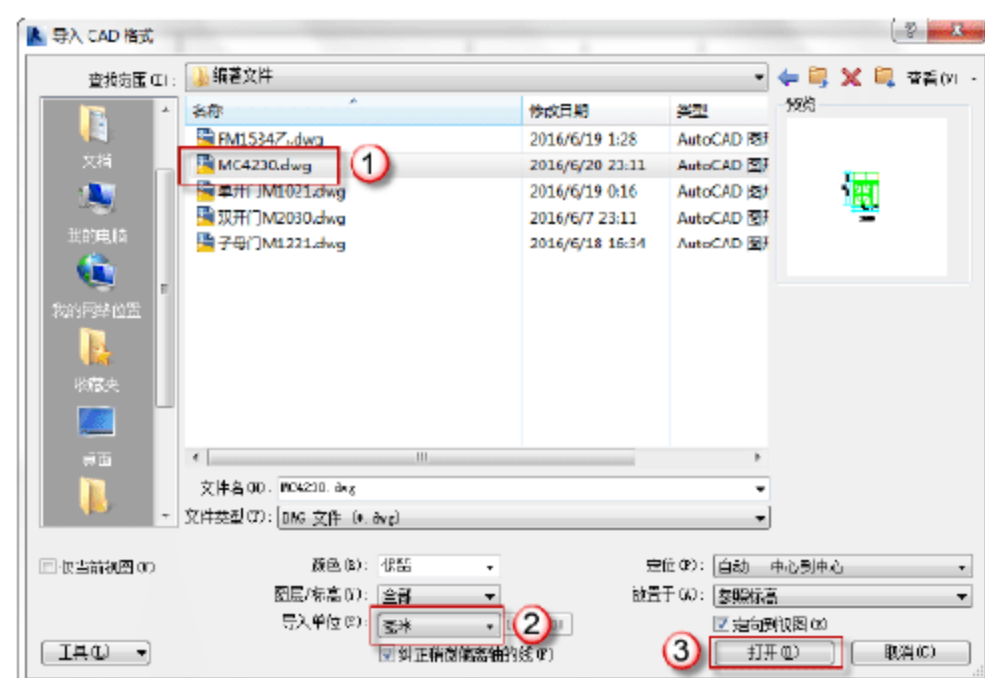 导入 CAD 格式
查找范围(I):
编著文件
查看(V)
名称
修改日期
类型
预览
FM1534乙.dwg
2016/6/19 1:28
AutoCAD 图形
MC4230.dwg
①
2016/6/20 23:11
AutoCAD 图形
单开门M1021.dwg
2016/6/19 0:16
AutoCAD 图形
双开门M2030.dwg
2016/6/7 23:11
AutoCAD 图形
子母门M1221.dwg
2016/6/18 16:34
AutoCAD 图形
文档
我的电脑
我的网络位置
收藏夹
桌面
文件名(N):
MC4230.dwg
文件类型(T):
DWG 文件 (*.dwg)
仅当前视图(O)
颜色(R):
保留
定位(P):
自动 中心到中心
图层/标高(Y):
全部
放置于(A):
参照标高
导入单位(S):
毫米
②
定向到视图(H)
纠正稍微偏离轴的线(F)
工具(L)
③
打开(O)
取消(C)